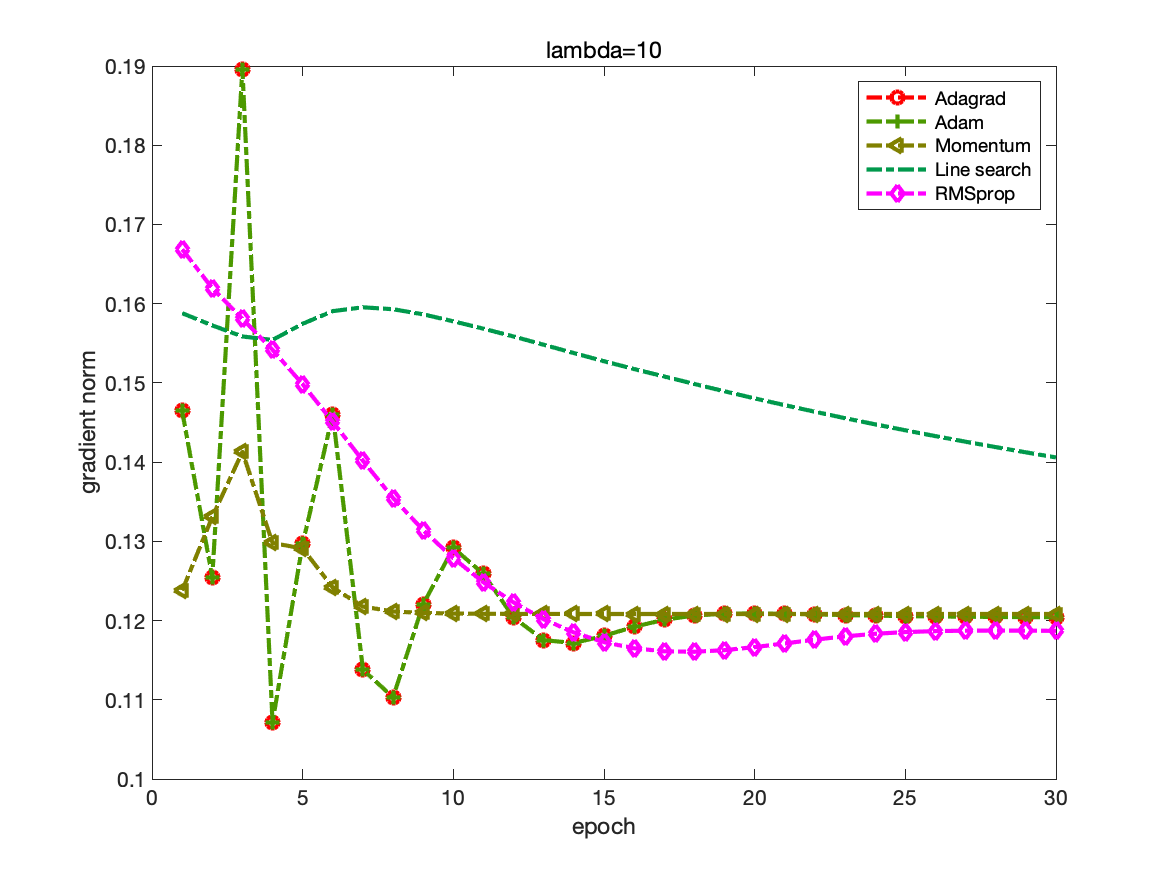 lambda=10
0.19
0.18
0.17
0.16
0.15
0.14
0.13
0.12
0.11
0.1
gradient norm
Adagrad
Adam
Momentum
Line search
RMSprop
0 5 10 15 20 25 30
epoch